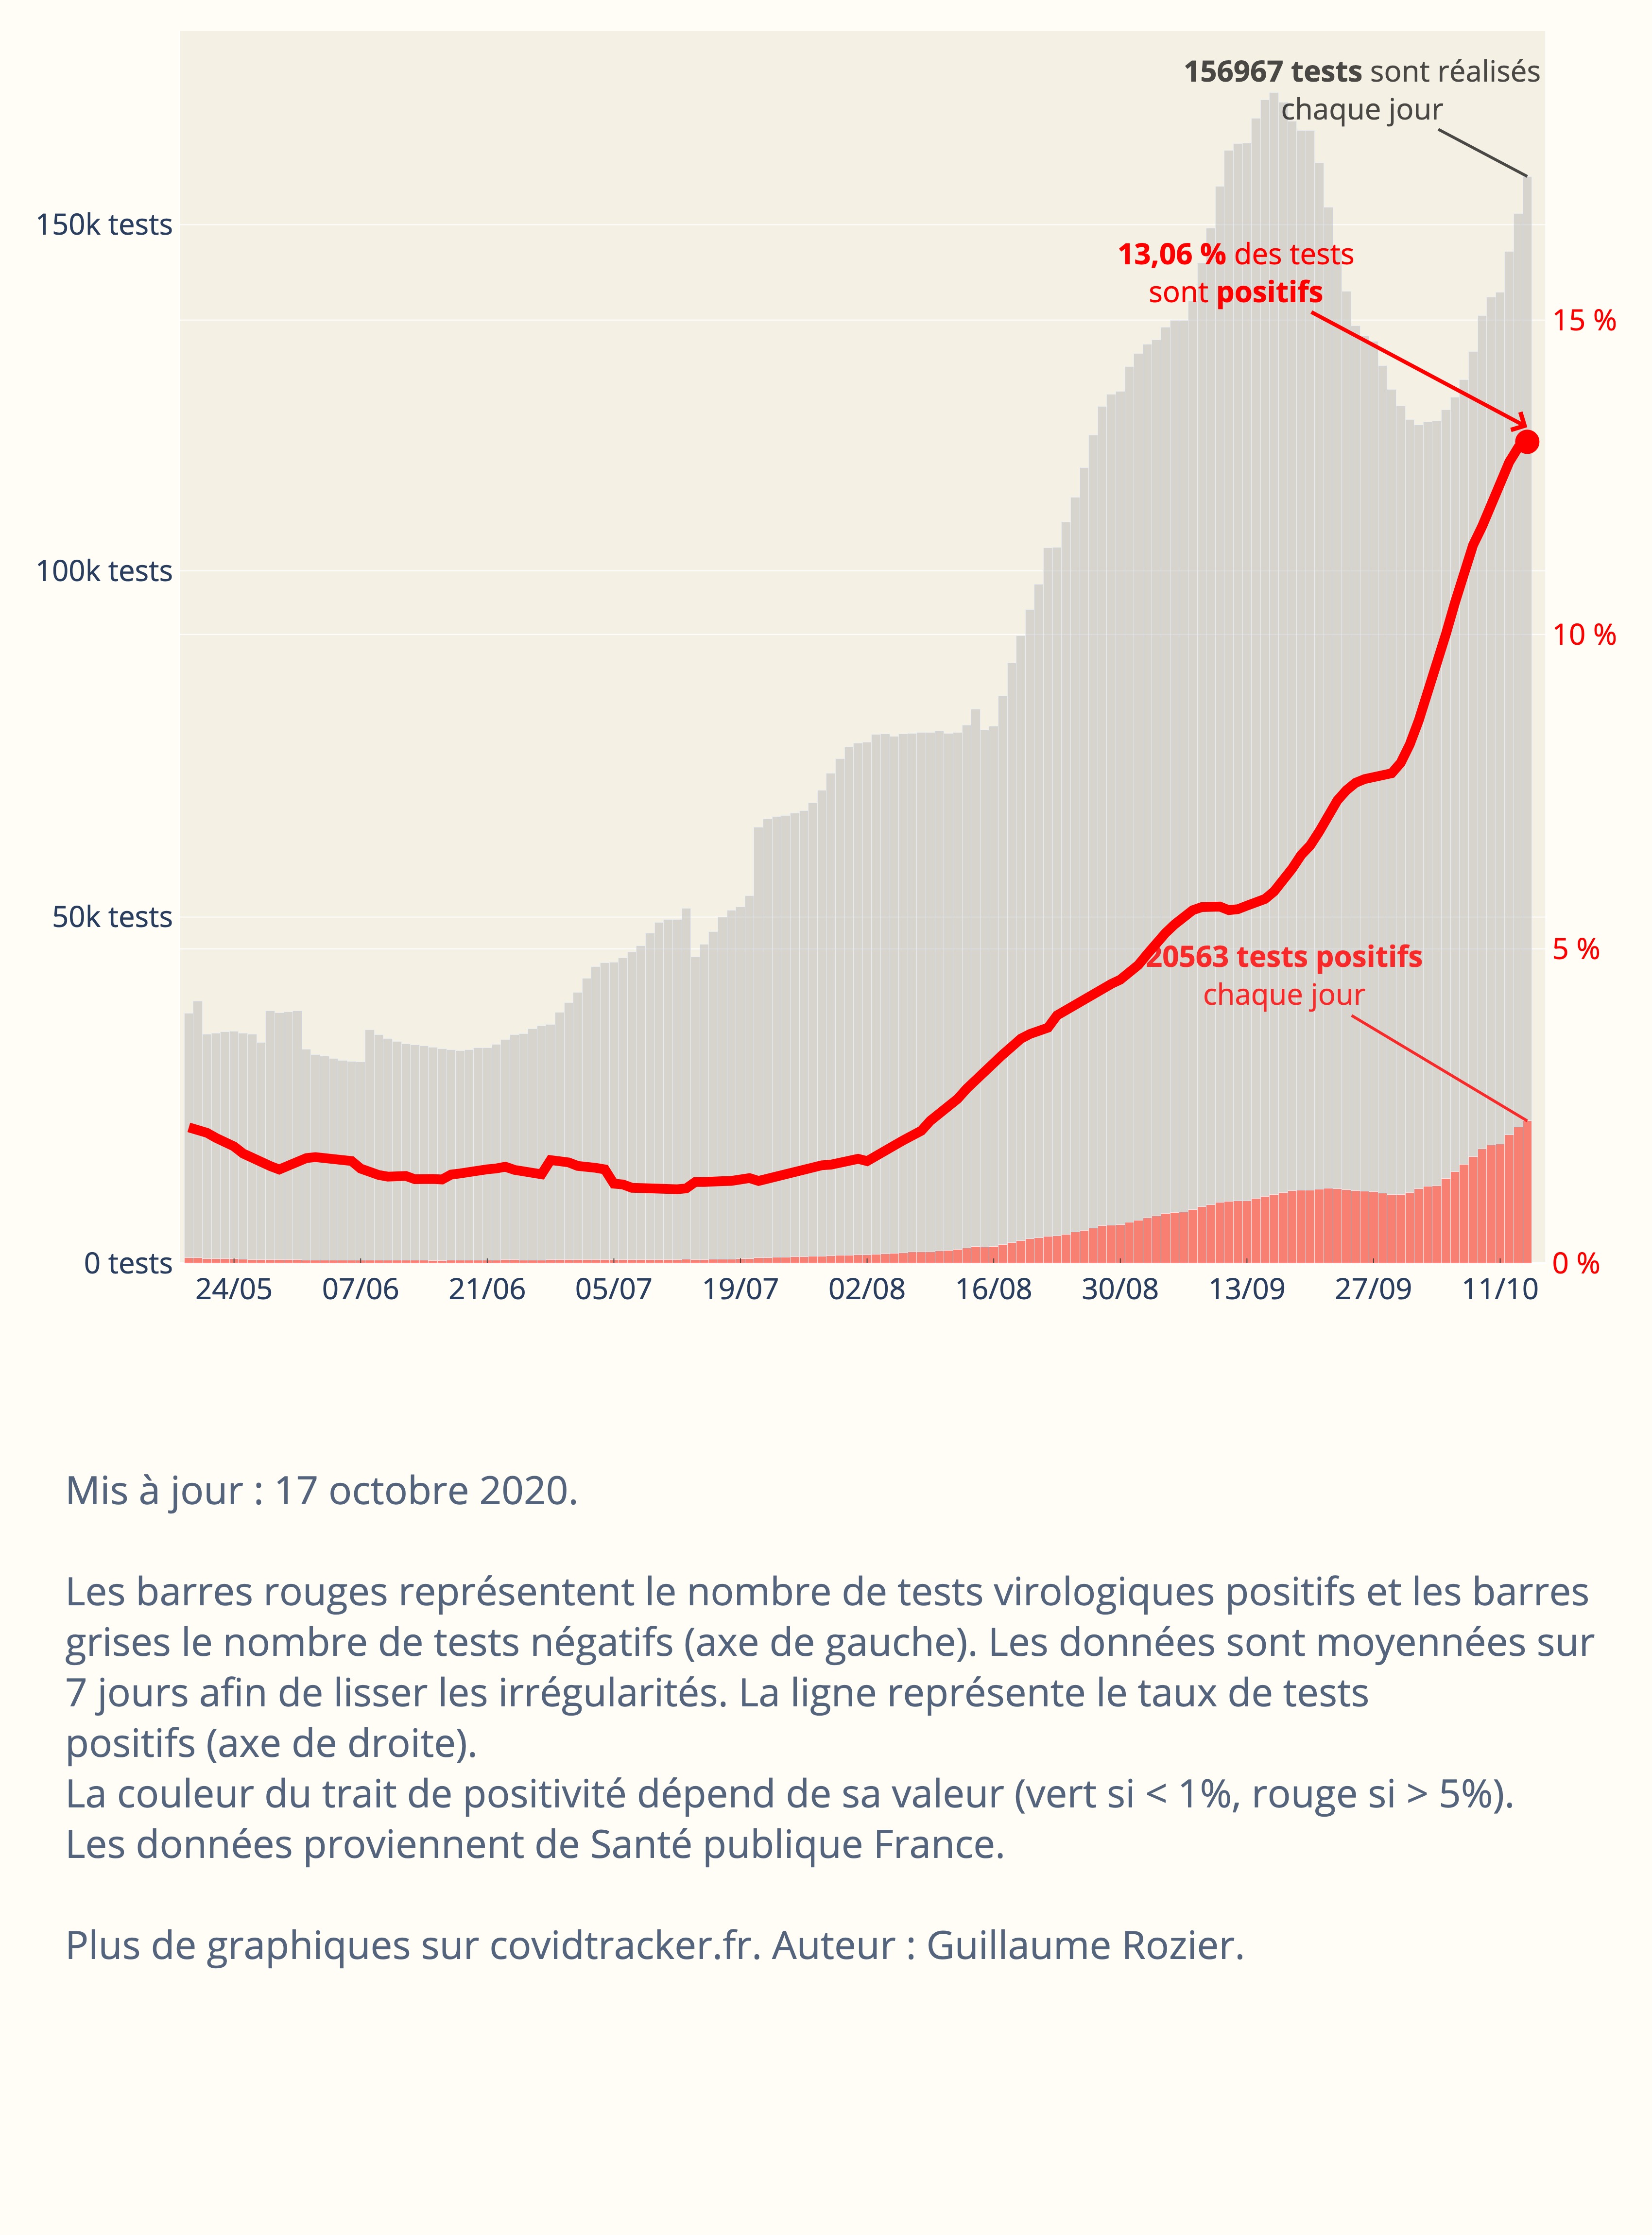 156967 tests sont réalisés
chaque jour
150k tests
13,06 % des tests
sont positifs
15 %
100k tests
10 %
50k tests
5 %
20563 tests positifs
chaque jour
0 tests
0 %
24/05 07/06 21/06 05/07 19/07 02/08 16/08 30/08 13/09 27/09 11/10
Mis à jour : 17 octobre 2020.
Les barres rouges représentent le nombre de tests virologiques positifs et les barres
grises le nombre de tests négatifs (axe de gauche). Les données sont moyennées sur
7 jours afin de lisser les irrégularités. La ligne représente le taux de tests
positifs (axe de droite).
La couleur du trait de positivité dépend de sa valeur (vert si < 1%, rouge si > 5%).
Les données proviennent de Santé publique France.
Plus de graphiques sur covidtracker.fr. Auteur : Guillaume Rozier.